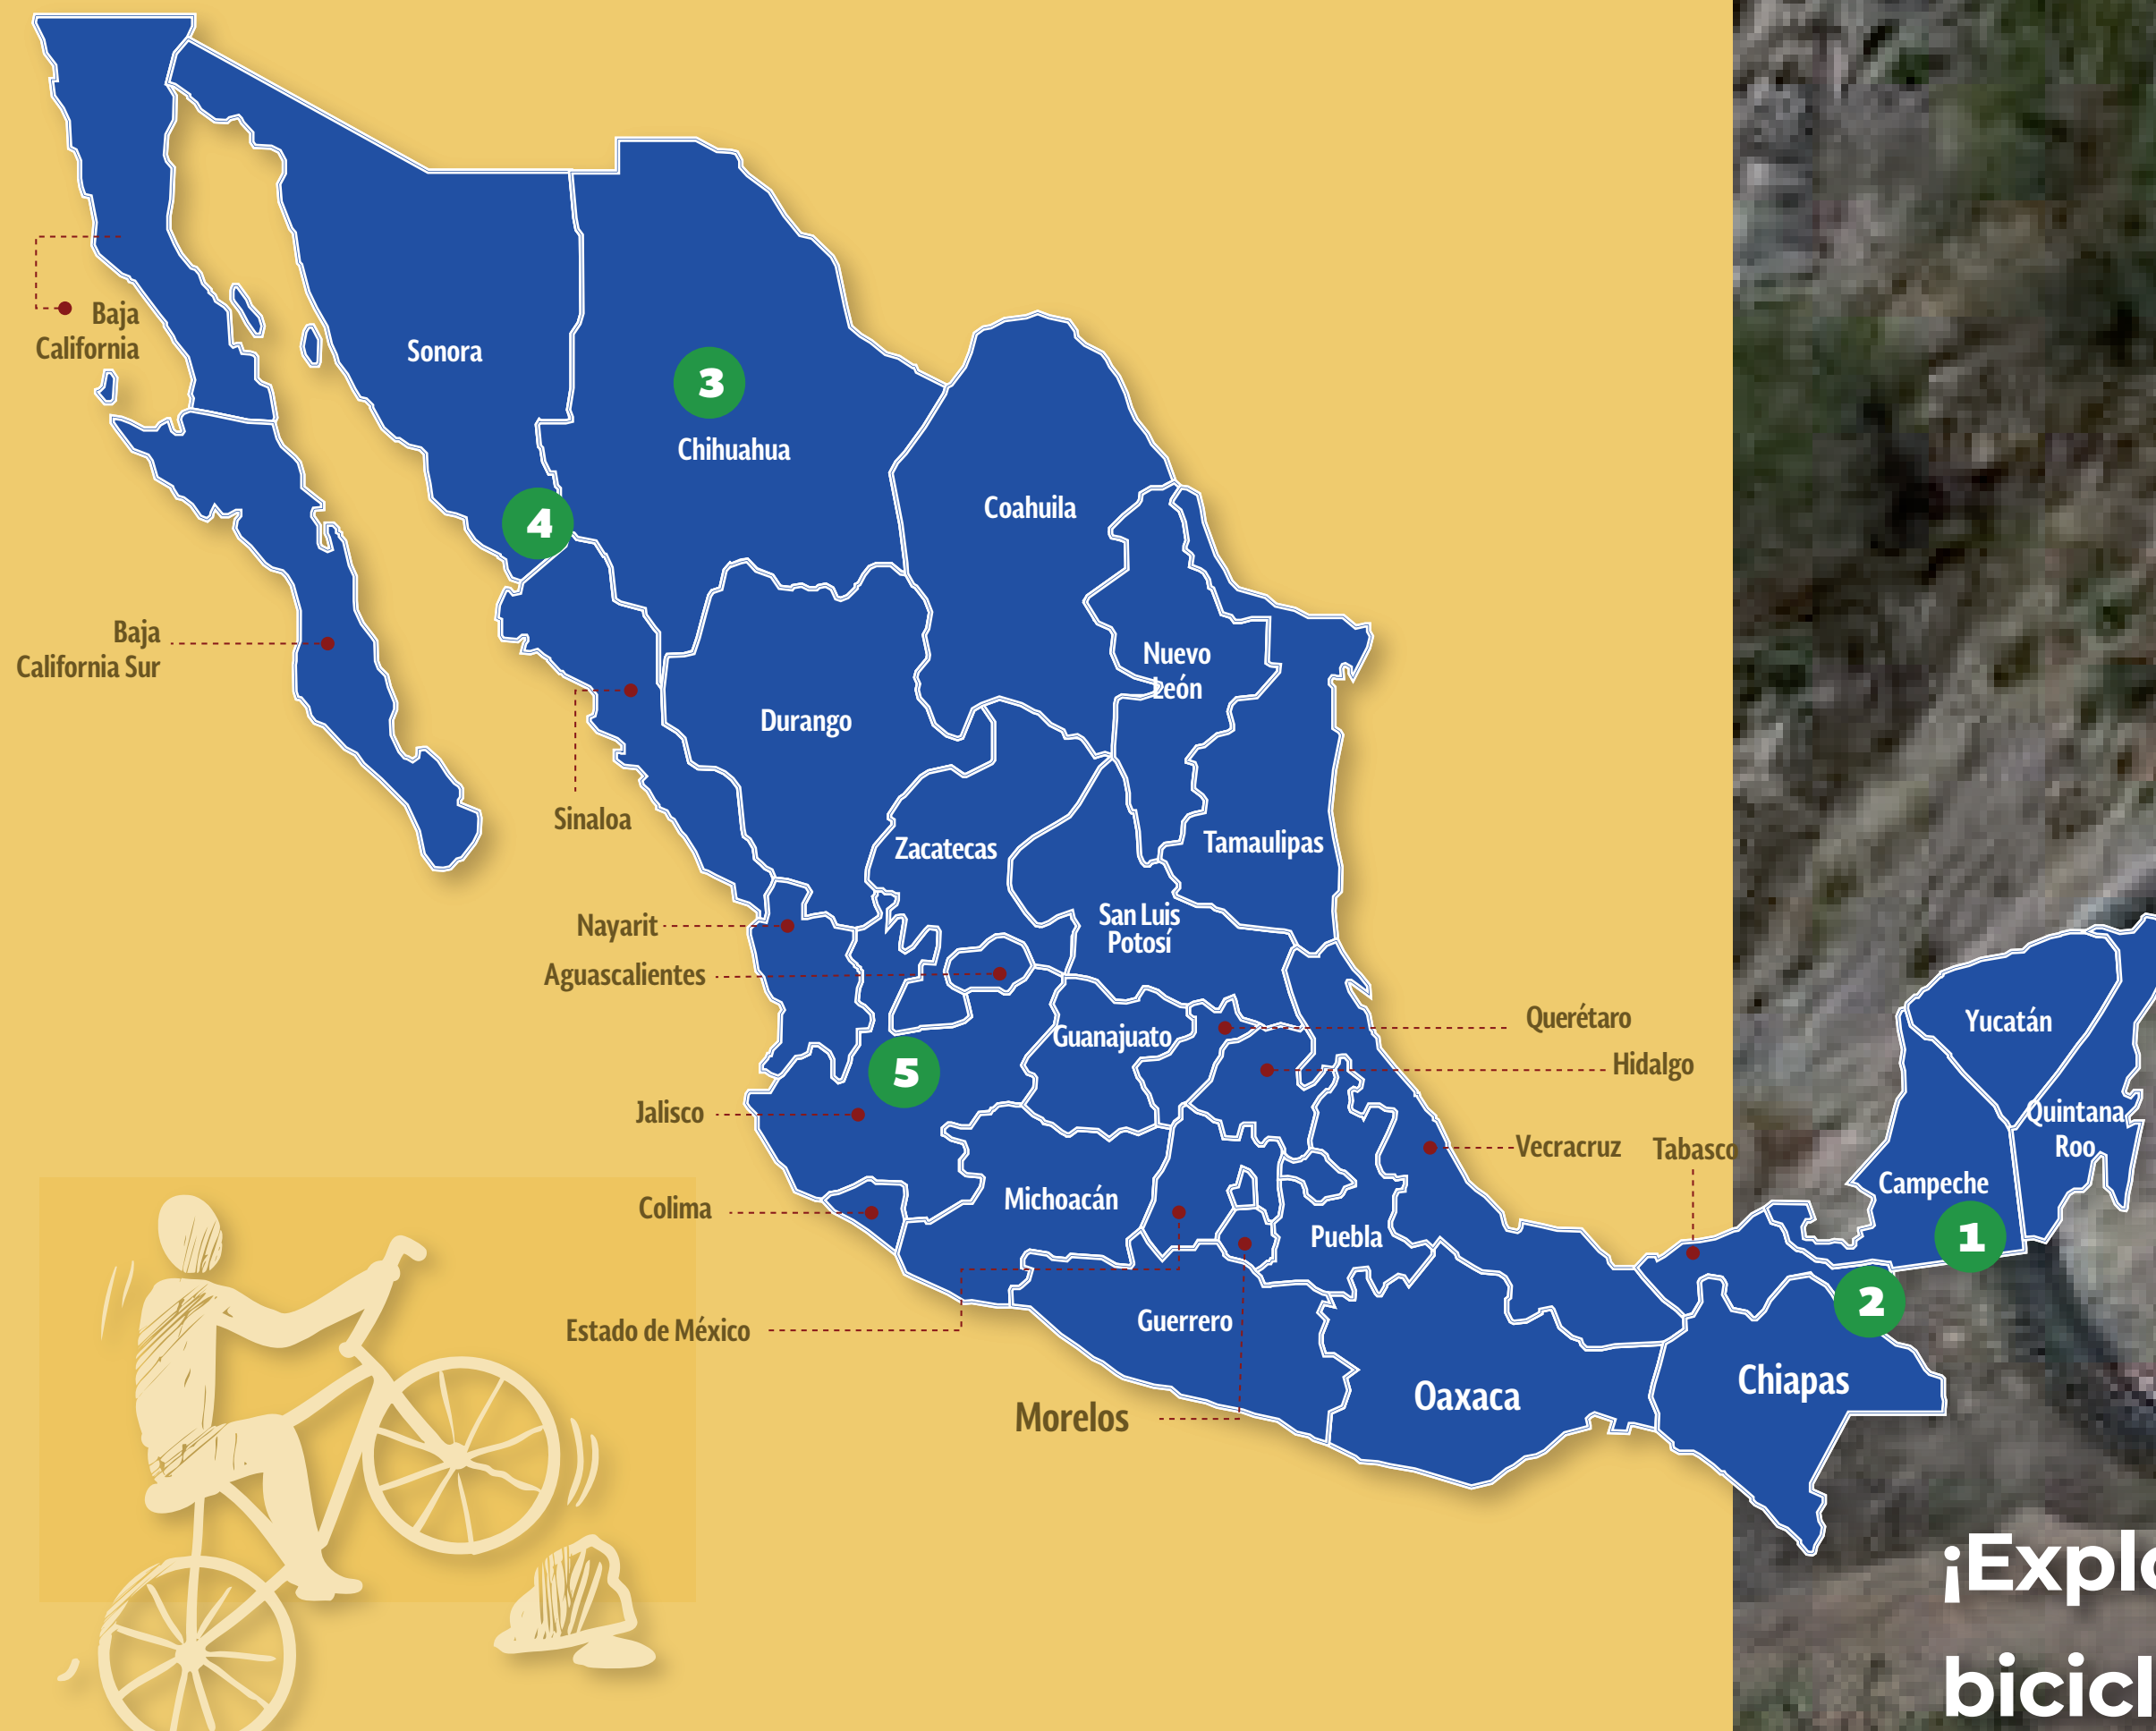 Baja
California
Sonora
3
Chihuahua
4
Coahuila
Baja
California Sur
Nuevo
León
Durango
Sinaloa
Zacatecas
Tamaulipas
San Luis
Potosí
Nayarit
Aguascalientes
Guanajuato
Querétaro
Hidalgo
Yucatán
5
Jalisco
Vecracruz
Tabasco
Quintana
Roo
Campeche
Colima
Michoacán
Puebla
1
2
Estado de México
Guerrero
Morelos
Oaxaca
Chiapas
¡Explo
bicicl